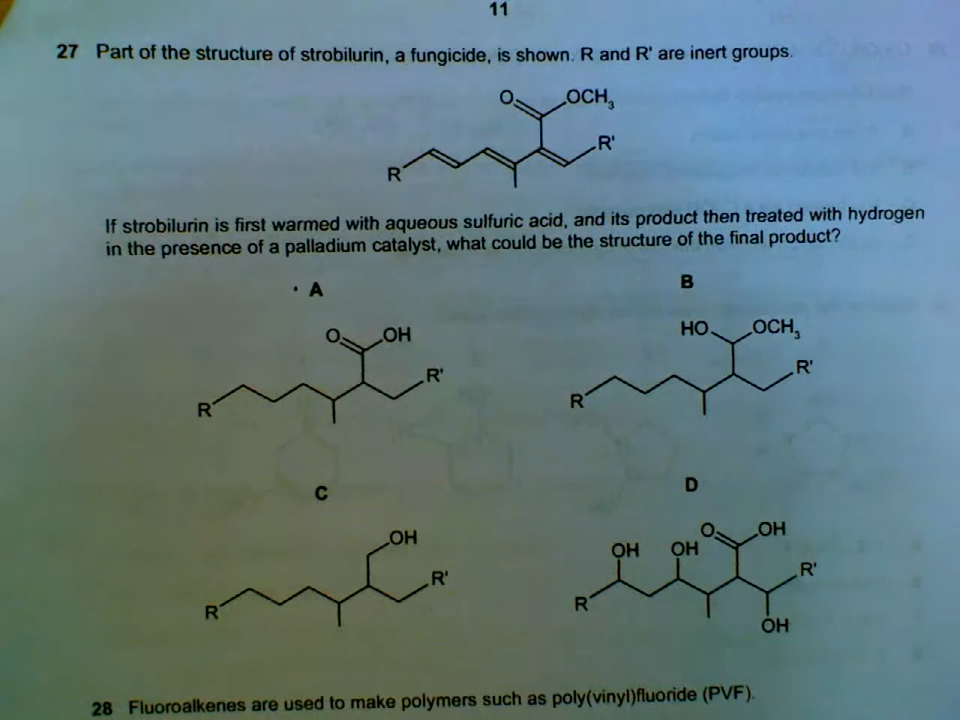 11
27 Part of the structure of strobilurin, a fungicide, is shown. R and R' are inert groups.
O OCH₃
R'
R
If strobilurin is first warmed with aqueous sulfuric acid, and its product then treated with hydrogen
in the presence of a palladium catalyst, what could be the structure of the final product?
A B
O OH HO OCH₃
R' R'
R R
C D
OH OH OH O OH
R' R'
R R
OH
28 Fluoroalkenes are used to make polymers such as poly(vinyl)fluoride (PVF).